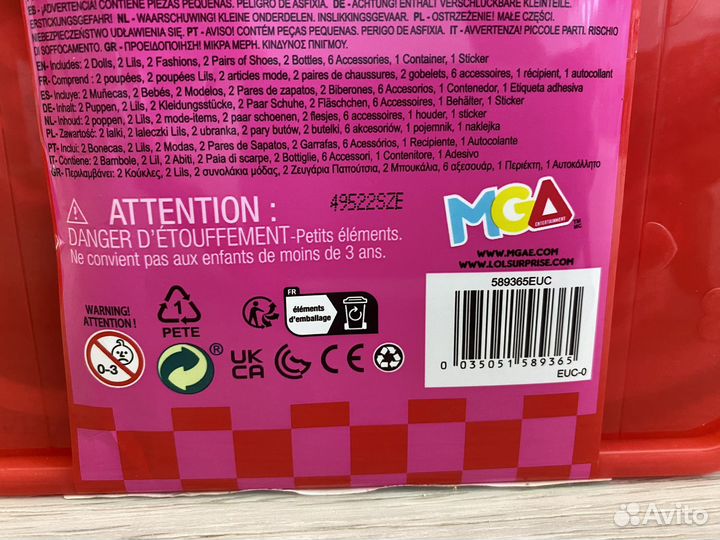 ES - ¡ADVERTENCIA! CONTIENE PIEZAS PEQUEÑAS. PELIGRO DE ASFIXIA. DE - ACHTUNG! ENTHÄLT VERSCHLUCKBARE KLEINTEILE.
ERSTICKUNGSGEFAHR! NL - WAARSCHUWING! KLEINE ONDERDELEN. INSLIKKINGSGEVAAR. PL - OSTRZEŻENIE! MAŁE CZĘŚCI.
NIEBEZPIECZEŃSTWO UDŁAWIENIA SIĘ. PT - AVISO! CONTÉM PEÇAS PEQUENAS. PERIGO DE ASFIXIA. IT - AVVERTENZA! PICCOLE PARTI. RISCHIO
DI SOFFOCAMENTO. GR - ΠΡΟΕΙΔΟΠΟΙΗΣΗ! ΜΙΚΡΑ ΜΕΡΗ. ΚΙΝΔΥΝΟΣ ΠΝΙΓΜΟΥ.
EN- Includes: 2 Dolls, 2 Lils, 2 Fashions, 2 Pairs of Shoes, 2 Bottles, 6 Accessories, 1 Container, 1 Sticker
FR- Comprend : 2 poupées, 2 poupées Lils, 2 articles mode, 2 paires de chaussures, 2 gobelets, 6 accessoires, 1 récipient, 1 autocollant
ES- Incluye: 2 Muñecas, 2 Bebés, 2 Modelos, 2 Pares de zapatos, 2 Biberones, 6 Accesorios, 1 Contenedor, 1 Etiqueta adhesiva
DE- Inhalt: 2 Puppen, 2 Lils, 2 Kleidungsstücke, 2 Paar Schuhe, 2 Fläschchen, 6 Accessoires, 1 Behälter, 1 Sticker
NL- Inhoud: 2 poppen, 2 lils, 2 mode-items, 2 paar schoenen, 2 flesjes, 6 accessoires, 1 houder, 1 sticker
PL- Zawartość: 2 lalki, 2 laleczki Lils, 2 ubranka, 2 pary butów, 2 butelki, 6 akcesoriów, 1 pojemnik, 1 naklejka
PT- Inclui: 2 Bonecas, 2 Lils, 2 Modas, 2 Pares de Sapatos, 2 Garrafas, 6 Acessórios, 1 Recipiente, 1 Autocolante
IT- Contiene: 2 Bambole, 2 Lil, 2 Abiti, 2 Paia di scarpe, 2 Bottiglie, 6 Accessori, 1 Contenitore, 1 Adesivo
GR- Περιλαμβάνει: 2 Κούκλες, 2 Lils, 2 συνολάκια μόδας, 2 Ζευγάρια Παπούτσια, 2 Μπουκάλια, 6 αξεσουάρ, 1 Περιέκτη, 1 Αυτοκόλλητο
49522SZE
ATTENTION :
DANGER D'ÉTOUFFEMENT-Petits éléments.
Ne convient pas aux enfants de moins de 3 ans.
MGA
ENTERTAINMENT
TM
MC
WWW.MGAE.COM
WWW.LOLSURPRISE.COM
589365EUC
0 035051 589365
EUC-0
WARNING!
ATTENTION !
0-3
1
PETE
FR
éléments
d'emballage
®
UK
CA
CE
Avito